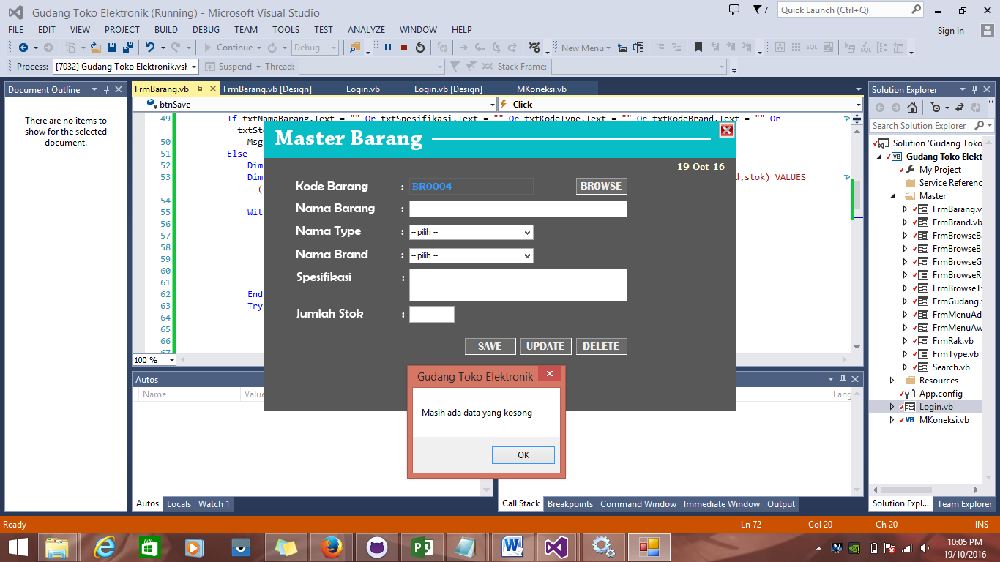 Gudang Toko Elektronik (Running) - Microsoft Visual Studio
7
Quick Launch (Ctrl+Q)
FILE EDIT VIEW PROJECT BUILD DEBUG TEAM TOOLS TEST ANALYZE WINDOW HELP
Sign in
Continue
Debug
New Menu
SQL
SQL
Process: [7032] Gudang Toko Elektronik.vsh
Suspend
Thread:
Stack Frame:
Document Outline
There are no items to
show for the selected
document.
FrmBarang.vb
FrmBarang.vb [Design]
Login.vb
Login.vb [Design]
MKoneksi.vb
btnSave
Click
49 If txtNamaBarang.Text = "" Or txtSpesifikasi.Text = "" Or txtKodeType.Text = "" Or txtKodeBrand.Text = "" Or
txtSto
50 Msg
51 Else
52 Dim
53 Dim d,stok) VALUES
(
54
55 Wit
56
57
58
59
60
61
62 End
63 Try
64
65
66
67
100 %
Master Barang
19-Oct-16
Kode Barang : BR0004 BROWSE
Nama Barang :
Nama Type : -- pilih --
Nama Brand : -- pilih --
Spesifikasi :
Jumlah Stok :
SAVE UPDATE DELETE
Gudang Toko Elektronik
Masih ada data yang kosong
OK
Autos
Name Value
Lang
Autos Locals Watch 1
Call Stack Breakpoints Command Window Immediate Window Output
Solution Explorer
Search Solution Explorer (
Solution 'Gudang Toko
VB Gudang Toko Elekt
My Project
Service Referenc
Master
FrmBarang.v
FrmBrand.vb
FrmBrowseBa
FrmBrowseBr
FrmBrowseG
FrmBrowseRa
FrmBrowseTy
FrmGudang.v
FrmMenuAd
FrmMenuAw
FrmRak.vb
FrmType.vb
Search.vb
Resources
App.config
Login.vb
VB MKoneksi.vb
Solution Expl... Team Explorer
Ready
Ln 72 Col 20 Ch 20 INS
10:05 PM
19/10/2016